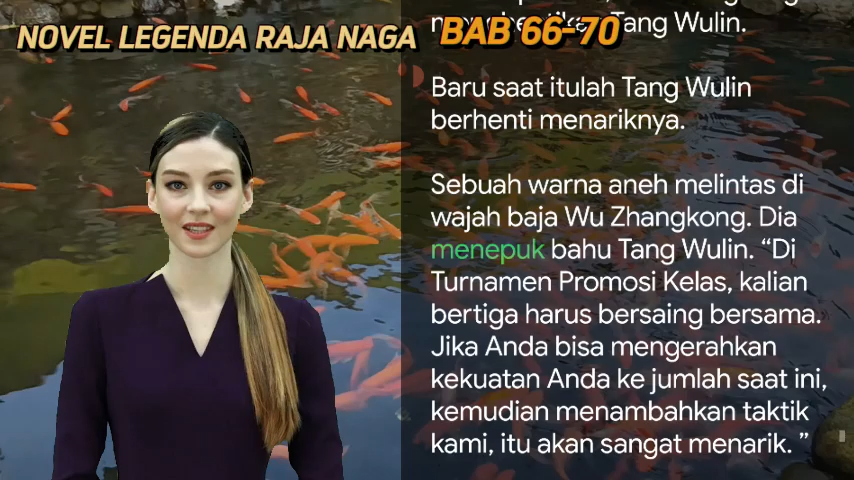 NOVEL LEGENDA RAJA NAGA BAB 66-70
Tang Wulin.
Baru saat itulah Tang Wulin
berhenti menariknya.
Sebuah warna aneh melintas di
wajah baja Wu Zhangkong. Dia
menepuk bahu Tang Wulin. “Di
Turnamen Promosi Kelas, kalian
bertiga harus bersaing bersama.
Jika Anda bisa mengerahkan
kekuatan Anda ke jumlah saat ini,
kemudian menambahkan taktik
kami, itu akan sangat menarik. ”